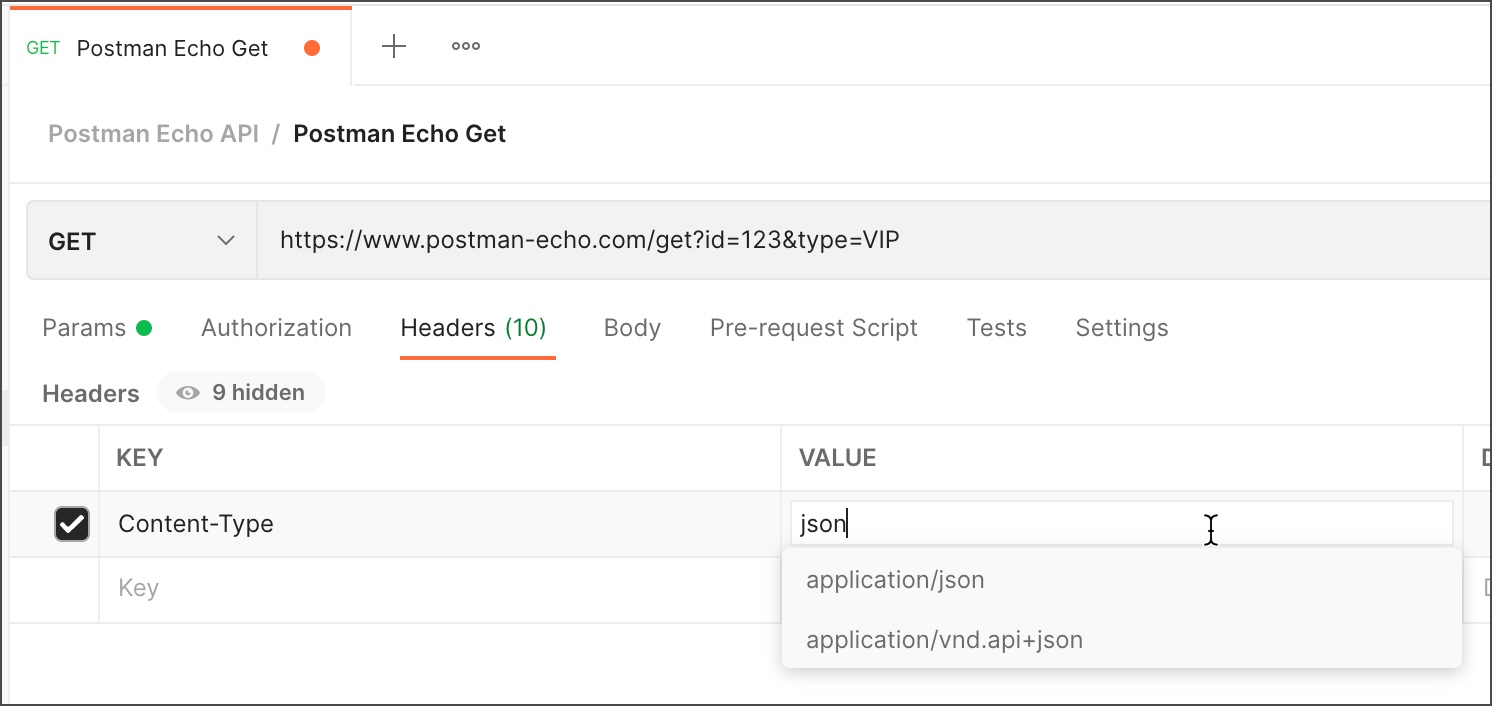 GET Postman Echo Get
Postman Echo API / Postman Echo Get
GET https://www.postman-echo.com/get?id=123&type=VIP
Params Authorization Headers (10) Body Pre-request Script Tests Settings
Headers 9 hidden
KEY VALUE
Content-Type json
Key
application/json
application/vnd.api+json